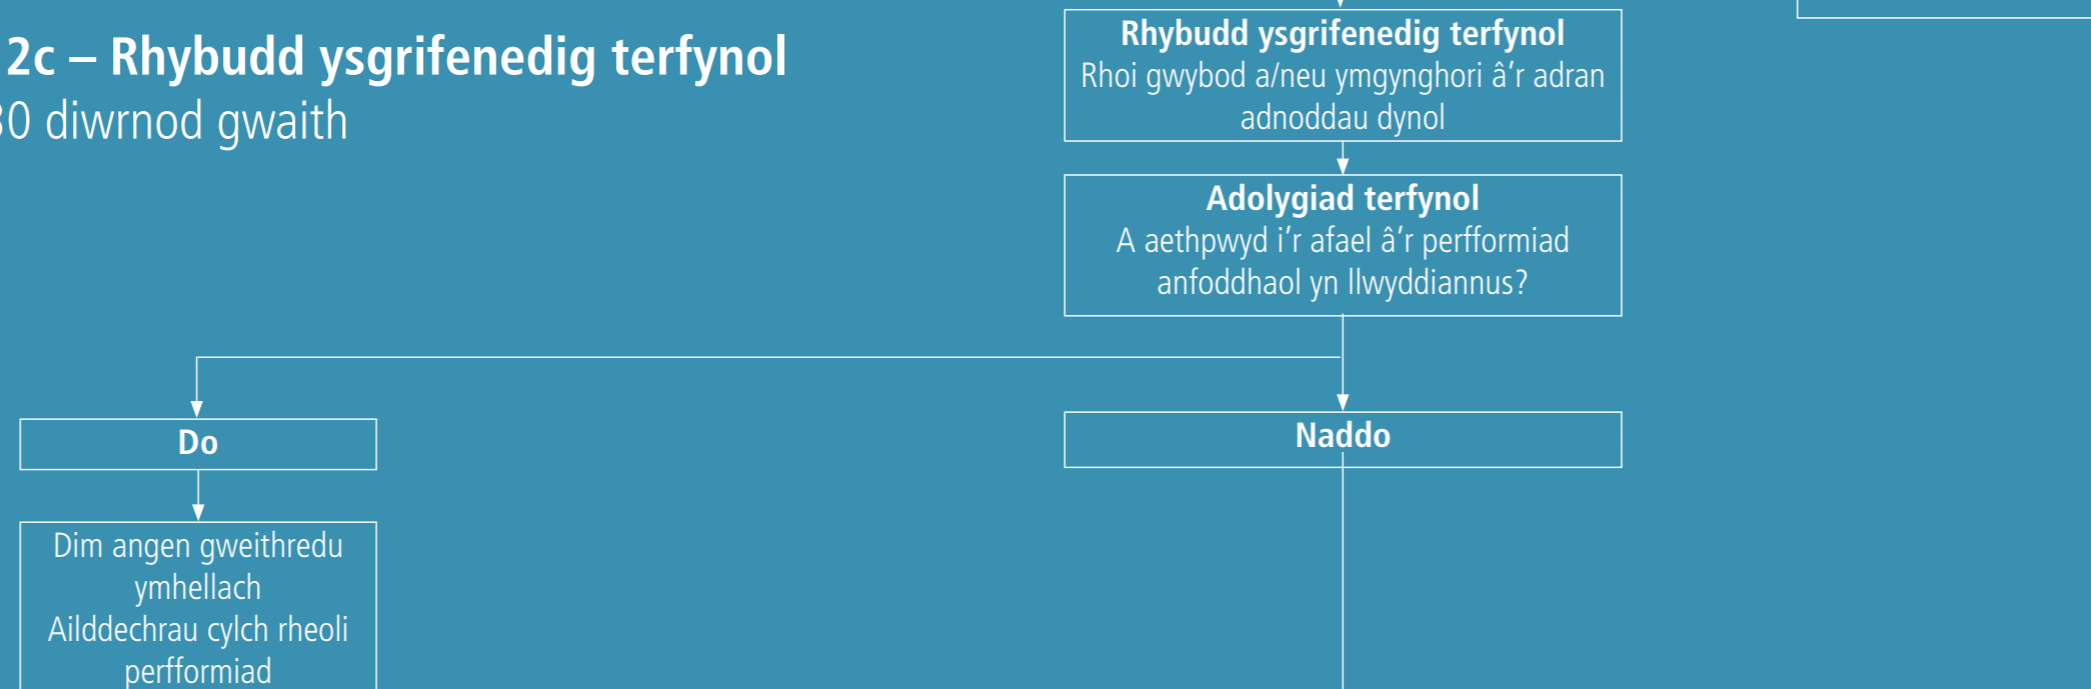 2c – Rhybudd ysgrifenedig terfynol
30 diwrnod gwaith
Rhybudd ysgrifenedig terfynol
Rhoi gwybod a/neu ymgynghori â’r adran
adnoddau dynol
Adolygiad terfynol
A aethpwyd i’r afael â’r perfformiad
anfoddhaol yn llwyddiannus?
Do
Naddo
Dim angen gweithredu
ymhellach
Ailddechrau cylch rheoli
perfformiad